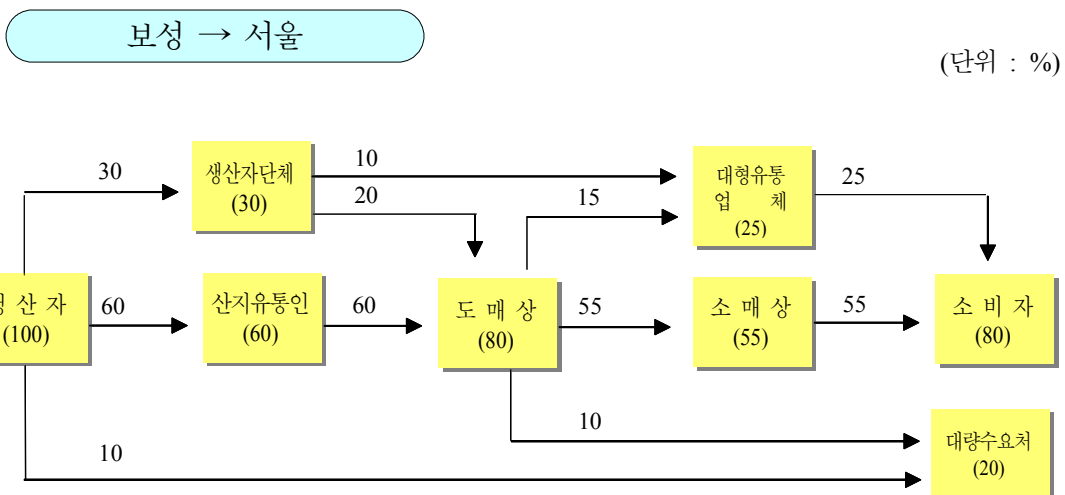 보성 → 서울
(단위 : %)
30
생산자단체
(30)
10
20
15
대형유통
업 체
(25)
25
산 자
(100)
60
산지유통인
(60)
60
도 매 상
(80)
55
소 매 상
(55)
55
소 비 자
(80)
10
10
대량수요처
(20)